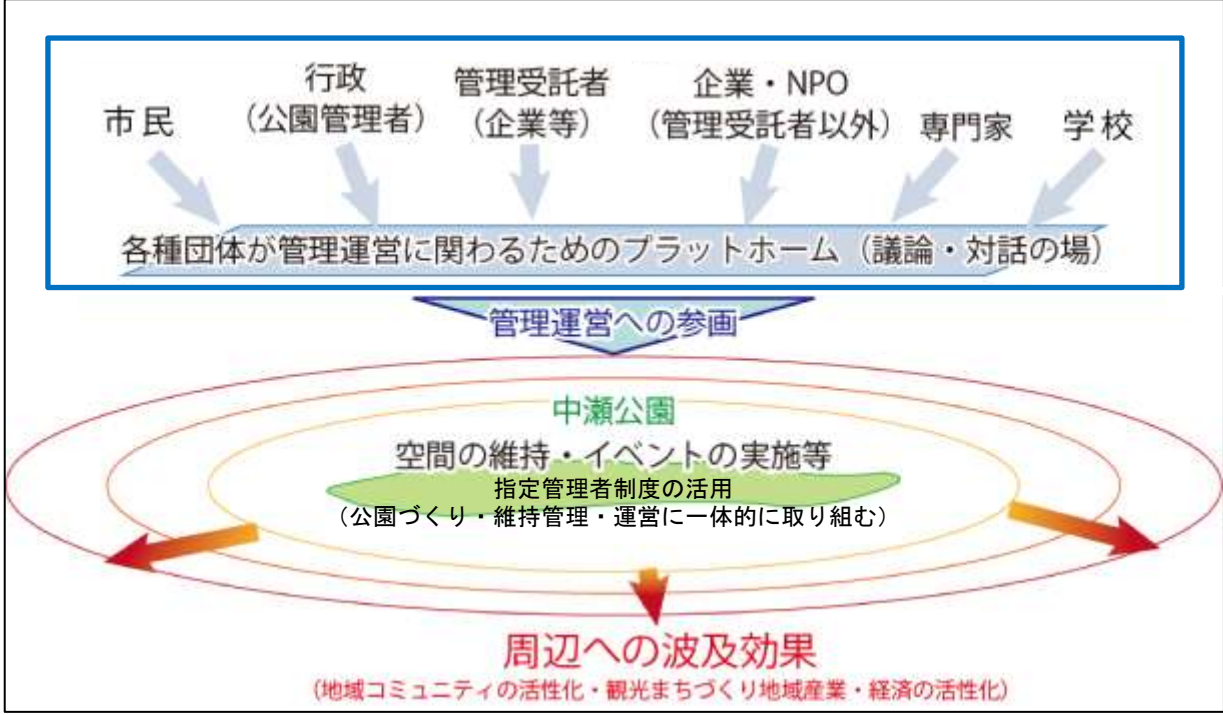 市民
行政
（公園管理者）
管理受託者
（企業等）
企業・NPO
（管理受託者以外）
専門家
学校
各種団体が管理運営に関わるためのプラットホーム（議論・対話の場）
管理運営への参画
中瀬公園
空間の維持・イベントの実施等
指定管理者制度の活用
（公園づくり・維持管理・運営に一体的に取り組む）
周辺への波及効果
（地域コミュニティの活性化・観光まちづくり地域産業・経済の活性化）